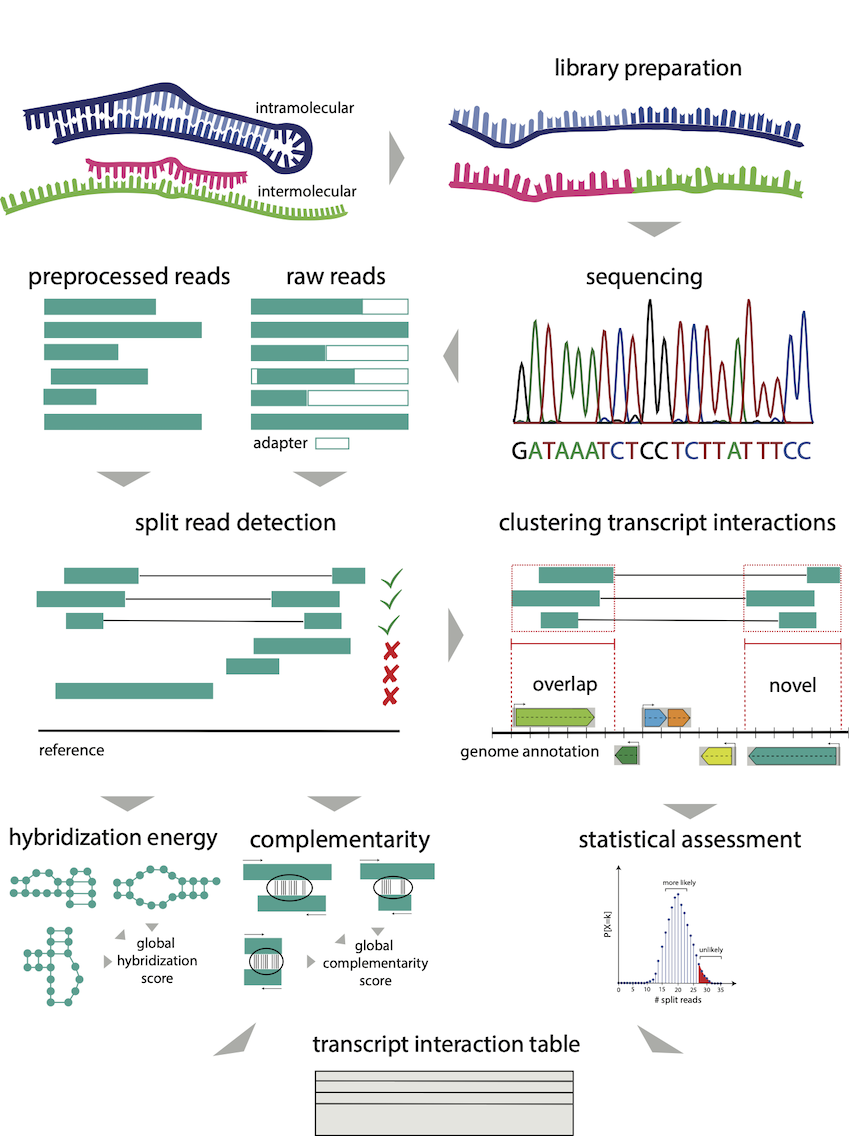 library preparation
intramolecular
intermolecular
preprocessed reads
raw reads
sequencing
adapter
GATAAATCTCCTCTTATTTCC
split read detection
clustering transcript interactions
overlap
novel
reference
genome annotation
hybridization energy
complementarity
statistical assessment
global
hybridization
score
global
complementarity
score
more likely
unlikely
P[X=k]
0 5 10 15 20 25 30 35
# split reads
transcript interaction table